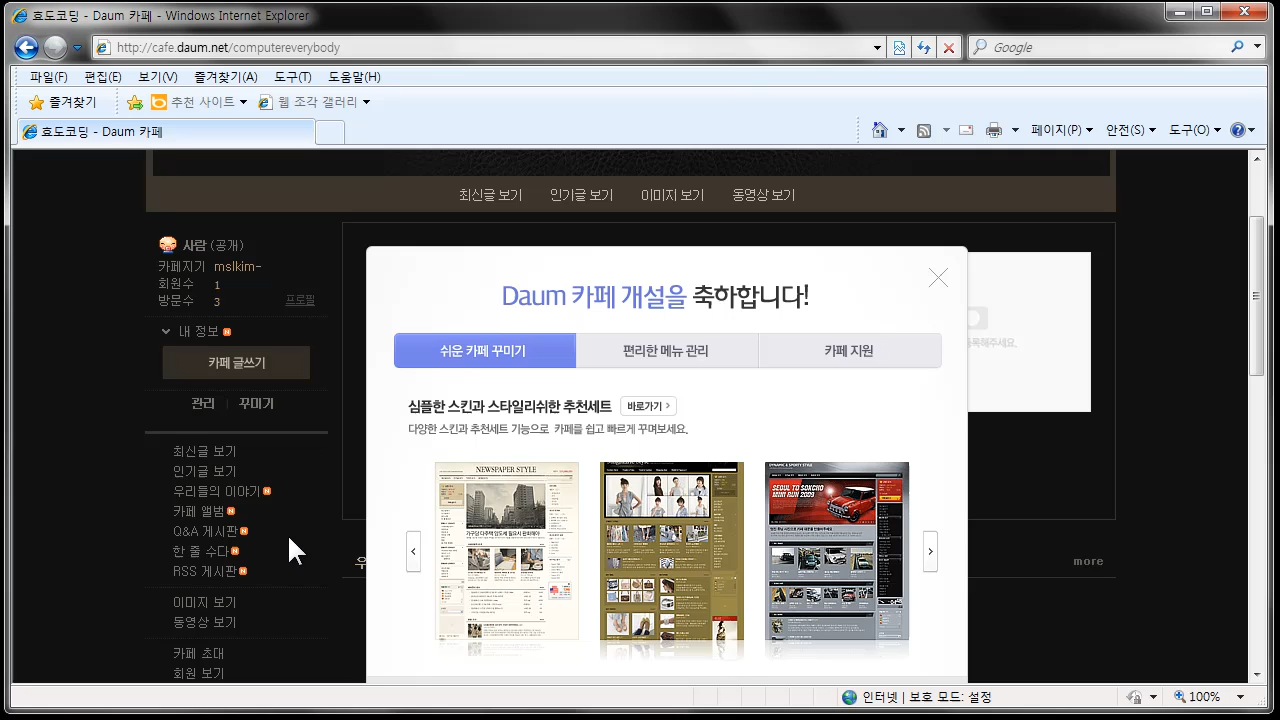 효도코딩 - Daum 카페 - Windows Internet Explorer
http://cafe.daum.net/computereverybody
Google
파일(F) 편집(E) 보기(V) 즐겨찾기(A) 도구(T) 도움말(H)
즐겨찾기 추천 사이트 웹 조각 갤러리
효도코딩 - Daum 카페
페이지(P) 안전(S) 도구(O)
최신글 보기 인기글 보기 이미지 보기 동영상 보기
사람 (공개)
카페지기 mslkim-
회원수 1
방문수 3 프로필
내 정보 N
카페 글쓰기
관리 | 꾸미기
최신글 보기
인기글 보기
우리들의 이야기 N
카페 앨범 N
Q&A 게시판 N
한 줄 수다 N
RSS 게시판 N
이미지 보기
동영상 보기
카페 초대
회원 보기
Daum 카페 개설을 축하합니다!
쉬운 카페 꾸미기 편리한 메뉴 관리 카페 지원
심플한 스킨과 스타일리쉬한 추천세트 바로가기 >
다양한 스킨과 추천세트 기능으로 카페를 쉽고 빠르게 꾸며보세요.
NEWSPAPER STYLE
DYNAMIC & SPORTY STYLE
SEOUL TO SOKCHO
MINI RUN 2009
more
인터넷 | 보호 모드: 설정
100%